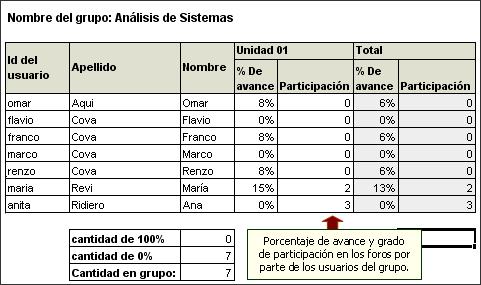 Nombre del grupo: Análisis de Sistemas
Unidad 01 Total
Id del usuario Apellido Nombre % De avance Participación % De avance Participación
omar Aqui Omar 8% 0 6% 0
flavio Cova Flavio 0% 0 0% 0
franco Cova Franco 8% 0 6% 0
marco Cova Marco 0% 0 0% 0
renzo Cova Renzo 8% 0 6% 0
maria Revi María 15% 2 13% 2
anita Ridiero Ana 0% 3 0% 3
cantidad de 100% 0
cantidad de 0% 7
Cantidad en grupo: 7
Porcentaje de avance y grado
de participación en los foros por
parte de los usuarios del grupo.